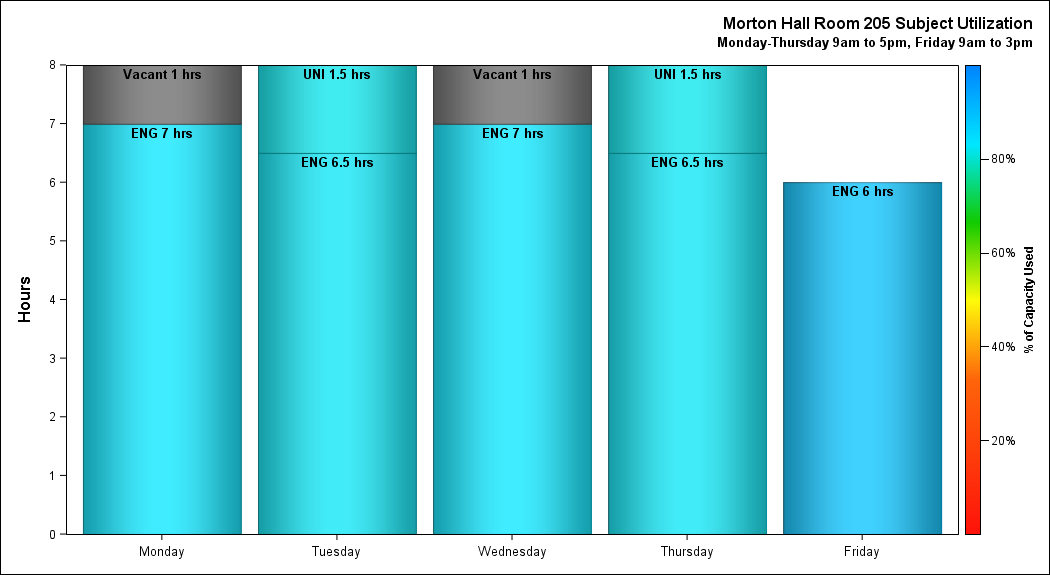 Morton Hall Room 205 Subject Utilization
Monday-Thursday 9am to 5pm, Friday 9am to 3pm
8
7
6
5
4
3
2
1
0
Hours
Vacant 1 hrs
ENG 7 hrs
UNI 1.5 hrs
ENG 6.5 hrs
Vacant 1 hrs
ENG 7 hrs
UNI 1.5 hrs
ENG 6.5 hrs
ENG 6 hrs
Monday
Tuesday
Wednesday
Thursday
Friday
80%
60%
40%
20%
% of Capacity Used